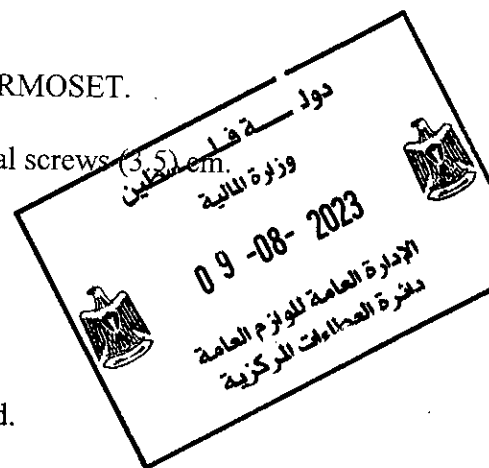 RMOSET.
al screws (3,5) cm.
دولة فلسطين
وزارة المالية
09-08-2023
الإدارة العامة للوازم العامة
دائرة العطاءات المركزية
d.